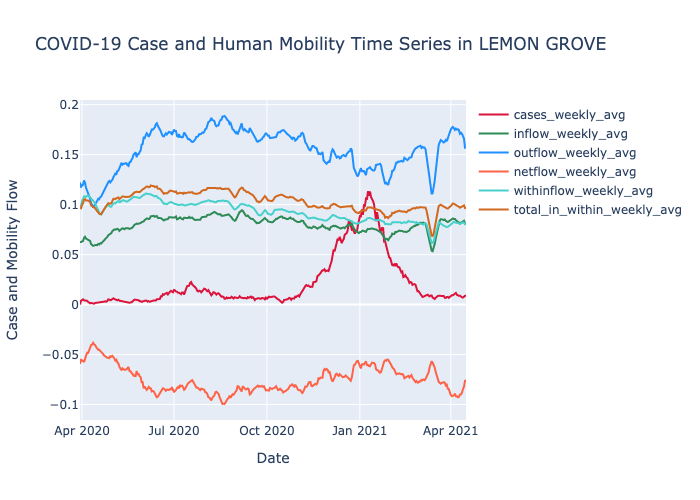 COVID-19 Case and Human Mobility Time Series in LEMON GROVE
Case and Mobility Flow
0.2
0.15
0.1
0.05
0
−0.05
−0.1
Apr 2020
Jul 2020
Oct 2020
Jan 2021
Apr 2021
Date
cases_weekly_avg
inflow_weekly_avg
outflow_weekly_avg
netflow_weekly_avg
withinflow_weekly_avg
total_in_within_weekly_avg